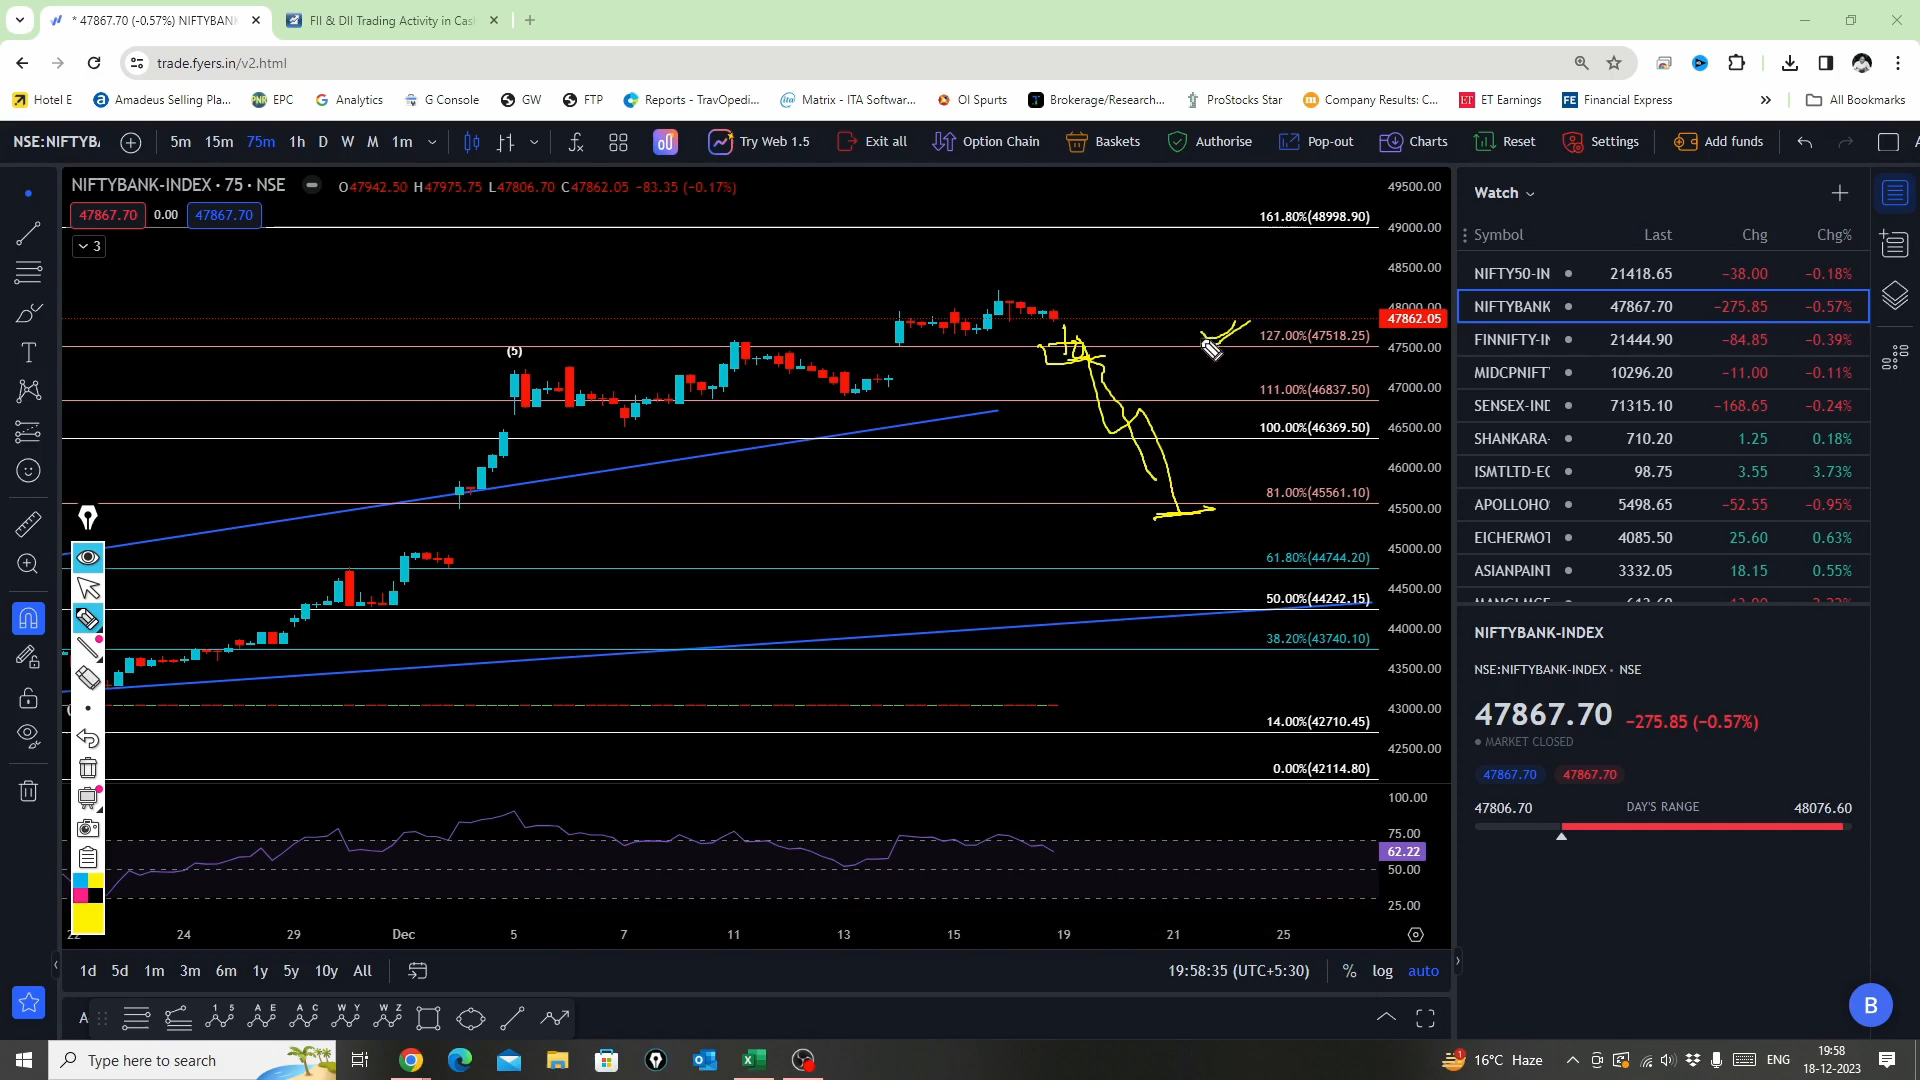 * 47867.70 (-0.57%) NIFTYBANK
FII & DII Trading Activity in Cas
trade.fyers.in/v2.html
Hotel E
Amadeus Selling Pla...
EPC
Analytics
G Console
GW
FTP
Reports - TravOpedi...
Matrix - ITA Softwar...
OI Spurts
Brokerage/Research...
ProStocks Star
Company Results: C...
ET Earnings
Financial Express
All Bookmarks
NSE:NIFTYB
5m 15m 75m 1h D W M 1m
Try Web 1.5
Exit all
Option Chain
Baskets
Authorise
Pop-out
Charts
Reset
Settings
Add funds
NIFTYBANK-INDEX · 75 · NSE
O47942.50 H47975.75 L47806.70 C47862.05 −83.35 (−0.17%)
47867.70 0.00 47867.70
3
(5)
161.80%(48998.90)
127.00%(47518.25)
111.00%(46837.50)
100.00%(46369.50)
81.00%(45561.10)
61.80%(44744.20)
50.00%(44242.15)
38.20%(43740.10)
14.00%(42710.45)
0.00%(42114.80)
49500.00
49000.00
48500.00
48000.00
47862.05
47500.00
47000.00
46500.00
46000.00
45500.00
45000.00
44500.00
44000.00
43500.00
43000.00
42500.00
100.00
75.00
62.22
50.00
25.00
22 24 29 Dec 5 7 11 13 15 19 21 25
1d 5d 1m 3m 6m 1y 5y 10y All
19:58:35 (UTC+5:30)
% log auto
Watch
Symbol Last Chg Chg%
NIFTY50-IN 21418.65 −38.00 −0.18%
NIFTYBANK 47867.70 −275.85 −0.57%
FINNIFTY-IN 21444.90 −84.85 −0.39%
MIDCPNIFT 10296.20 −11.00 −0.11%
SENSEX-IND 71315.10 −168.65 −0.24%
SHANKARA- 710.20 1.25 0.18%
ISMTLTD-EQ 98.75 3.55 3.73%
APOLLOHO 5498.65 −52.55 −0.95%
EICHERMOT 4085.50 25.60 0.63%
ASIANPAINT 3332.05 18.15 0.55%
NIFTYBANK-INDEX
NSE:NIFTYBANK-INDEX • NSE
47867.70 −275.85 (−0.57%)
MARKET CLOSED
47867.70 47867.70
47806.70 DAY'S RANGE 48076.60
B
Type here to search
16°C Haze
ENG
19:58
18-12-2023